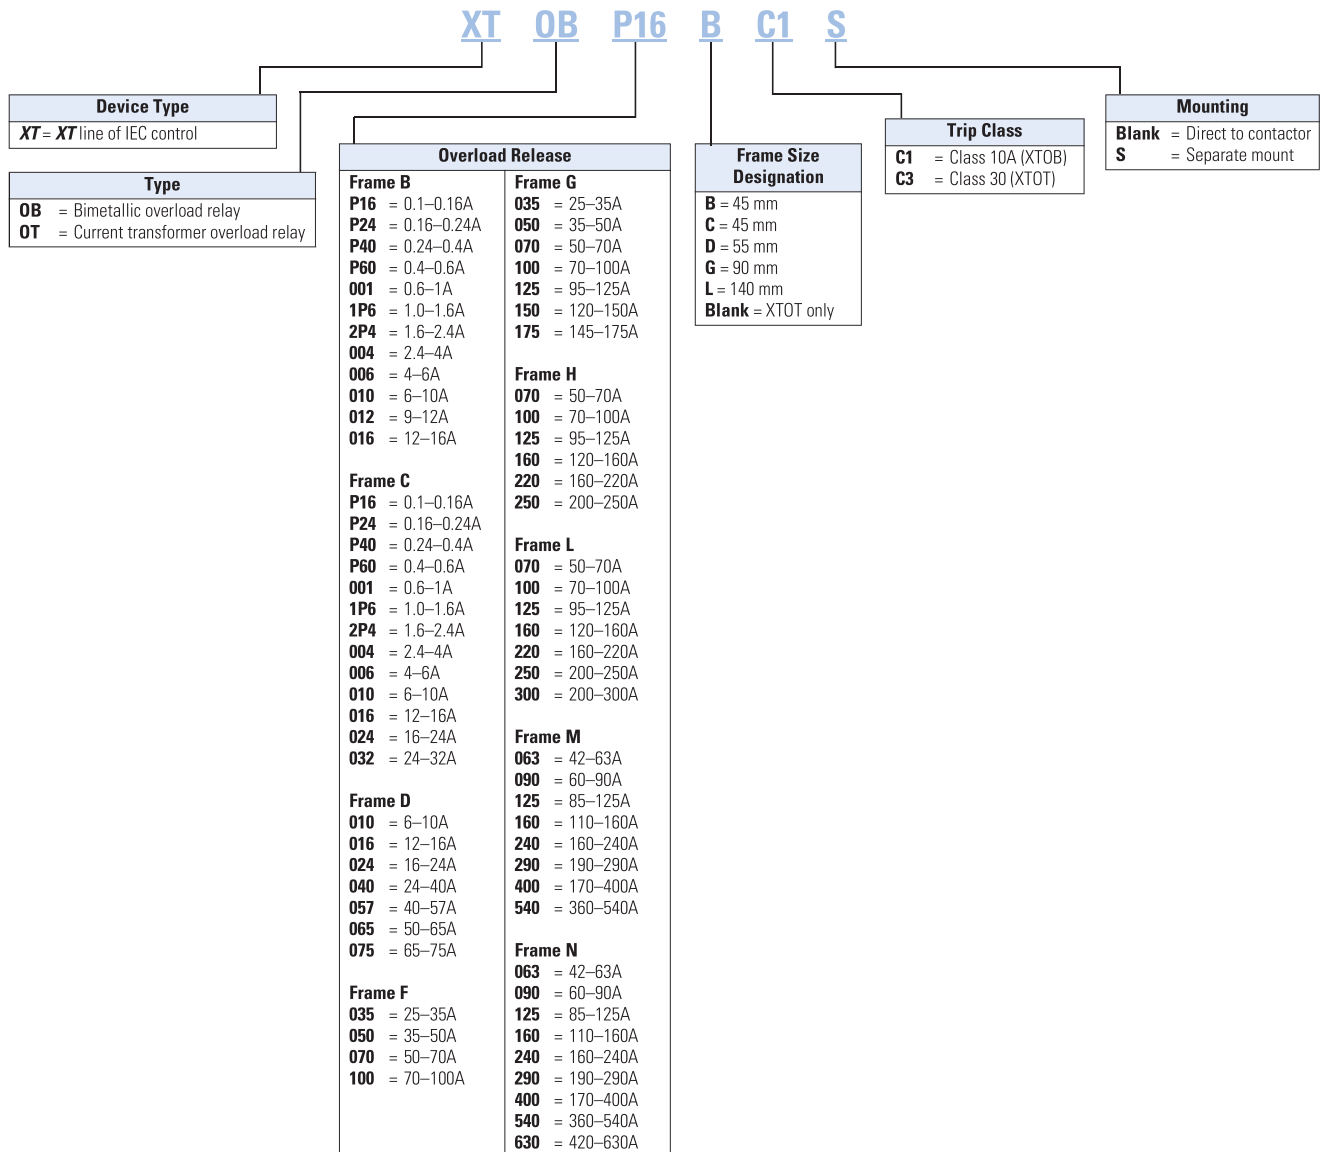 XT OB P16 B C1 S
Device Type
XT = XT line of IEC control
Type
OB = Bimetallic overload relay
OT = Current transformer overload relay
Overload Release
Frame B
P16 = 0.1–0.16A
P24 = 0.16–0.24A
P40 = 0.24–0.4A
P60 = 0.4–0.6A
001 = 0.6–1A
1P6 = 1.0–1.6A
2P4 = 1.6–2.4A
004 = 2.4–4A
006 = 4–6A
010 = 6–10A
012 = 9–12A
016 = 12–16A
Frame C
P16 = 0.1–0.16A
P24 = 0.16–0.24A
P40 = 0.24–0.4A
P60 = 0.4–0.6A
001 = 0.6–1A
1P6 = 1.0–1.6A
2P4 = 1.6–2.4A
004 = 2.4–4A
006 = 4–6A
010 = 6–10A
016 = 12–16A
024 = 16–24A
032 = 24–32A
Frame D
010 = 6–10A
016 = 12–16A
024 = 16–24A
040 = 24–40A
057 = 40–57A
065 = 50–65A
075 = 65–75A
Frame F
035 = 25–35A
050 = 35–50A
070 = 50–70A
100 = 70–100A
Frame G
035 = 25–35A
050 = 35–50A
070 = 50–70A
100 = 70–100A
125 = 95–125A
150 = 120–150A
175 = 145–175A
Frame H
070 = 50–70A
100 = 70–100A
125 = 95–125A
160 = 120–160A
220 = 160–220A
250 = 200–250A
Frame L
070 = 50–70A
100 = 70–100A
125 = 95–125A
160 = 120–160A
220 = 160–220A
250 = 200–250A
300 = 200–300A
Frame M
063 = 42–63A
090 = 60–90A
125 = 85–125A
160 = 110–160A
240 = 160–240A
290 = 190–290A
400 = 170–400A
540 = 360–540A
Frame N
063 = 42–63A
090 = 60–90A
125 = 85–125A
160 = 110–160A
240 = 160–240A
290 = 190–290A
400 = 170–400A
540 = 360–540A
630 = 420–630A
Frame Size
Designation
B = 45 mm
C = 45 mm
D = 55 mm
G = 90 mm
L = 140 mm
Blank = XTOT only
Trip Class
C1 = Class 10A (XTOB)
C3 = Class 30 (XTOT)
Mounting
Blank = Direct to contactor
S = Separate mount